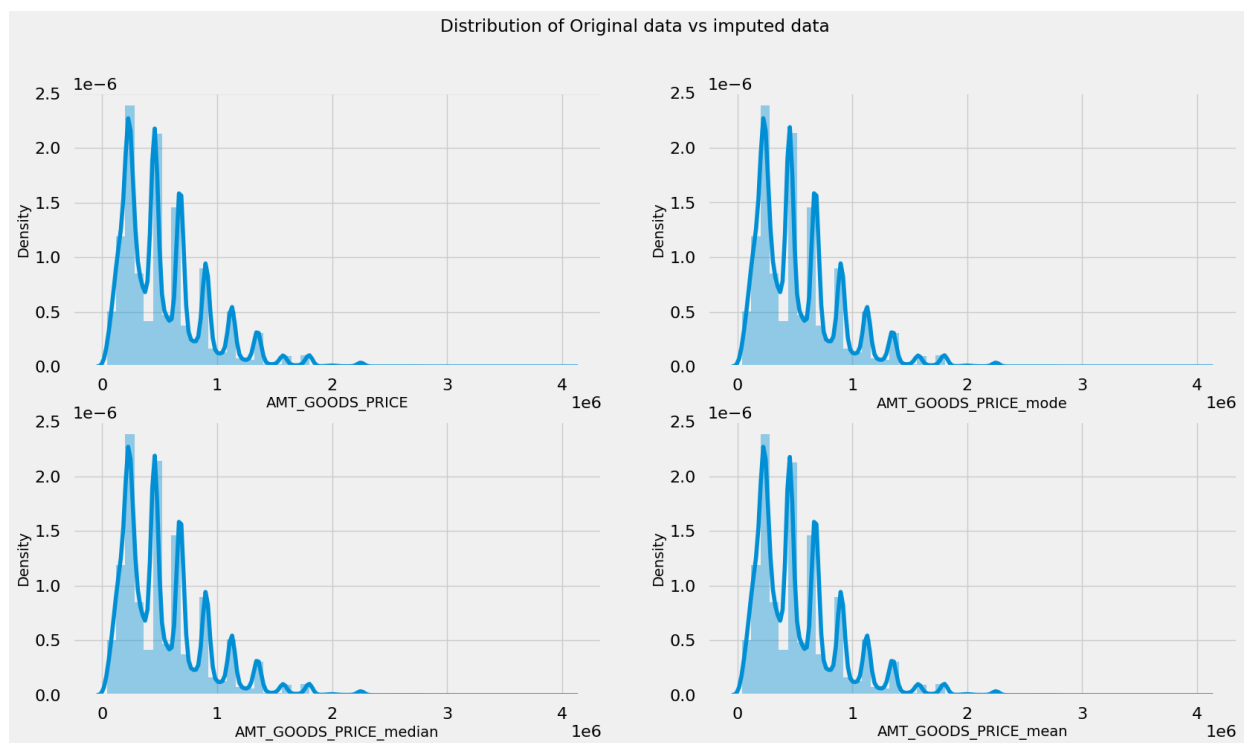 Distribution of Original data vs imputed data
1e−6
2.5
2.0
1.5
1.0
0.5
0.0
Density
0 1 2 3 4
1e6
AMT_GOODS_PRICE
1e−6
2.5
2.0
1.5
1.0
0.5
0.0
Density
0 1 2 3 4
1e6
AMT_GOODS_PRICE_mode
1e−6
2.5
2.0
1.5
1.0
0.5
0.0
Density
0 1 2 3 4
1e6
AMT_GOODS_PRICE_median
1e−6
2.5
2.0
1.5
1.0
0.5
0.0
Density
0 1 2 3 4
1e6
AMT_GOODS_PRICE_mean